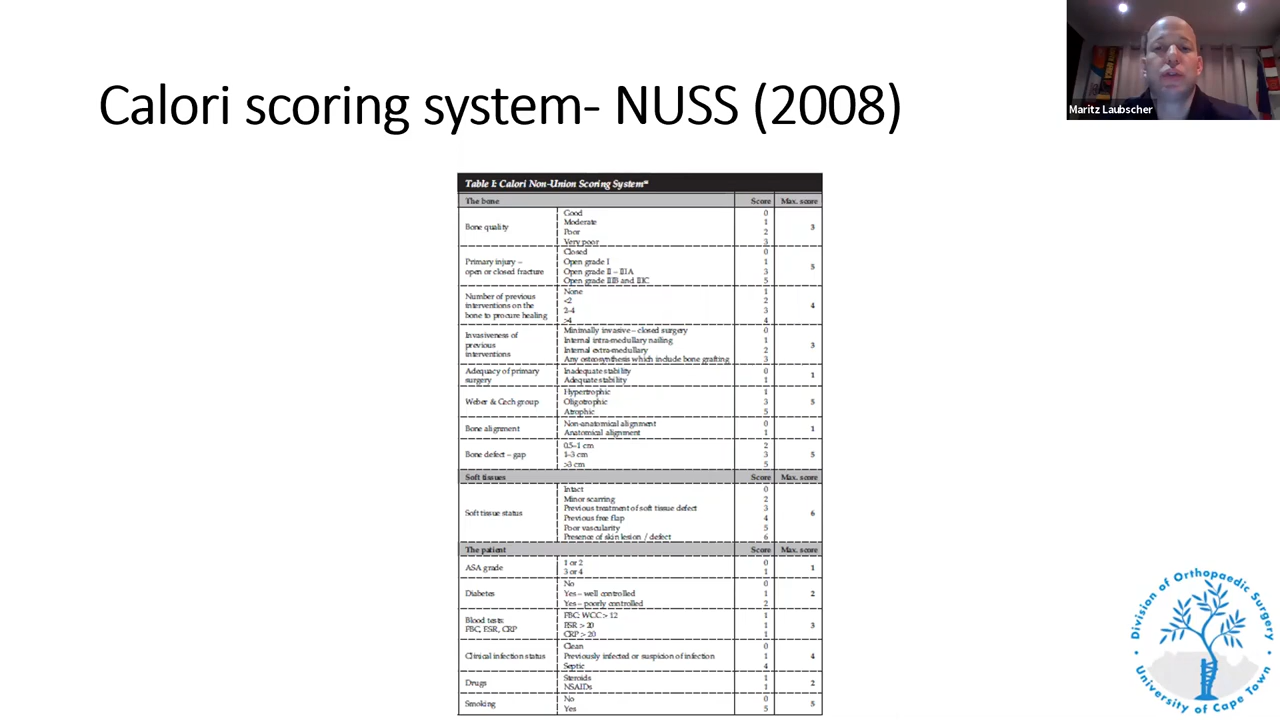 Calori scoring system- NUSS (2008)
Maritz Laubscher
Table I: Calori Non-Union Scoring System*
The bone Score Max. score
Bone quality Good 0 3
Moderate 1
Poor 2
Very poor 3
Primary injury – open or closed fracture Closed 0 5
Open grade I 1
Open grade II – IIIA 3
Open grade IIIB and IIIC 5
Number of previous interventions on the bone to procure healing None 1 4
<2 2
2–4 3
>4 4
Invasiveness of previous interventions Minimally invasive – closed surgery 0 3
Internal intra-medullary nailing 1
Internal extra-medullary 2
Any osteosynthesis which include bone grafting 3
Adequacy of primary surgery Inadequate stability 0 1
Adequate stability 1
Weber & Cech group Hypertrophic 1 5
Oligotrophic 3
Atrophic 5
Bone alignment Non-anatomical alignment 0 1
Anatomical alignment 1
Bone defect – gap 0.5–1 cm 2 5
1–3 cm 3
>3 cm 5
Soft tissues Score Max. score
Soft tissue status Intact 0 6
Minor scarring 2
Previous treatment of soft tissue defect 3
Previous free flap 4
Poor vascularity 5
Presence of skin lesion / defect 6
The patient Score Max. score
ASA grade 1 or 2 0 1
3 or 4 1
Diabetes No 0 2
Yes – well controlled 1
Yes – poorly controlled 2
Blood tests: FBC, ESR, CRP FBC: WCC > 12 1 3
ESR > 20 1
CRP > 20 1
Clinical infection status Clean 0 4
Previously infected or suspicion of infection 1
Septic 4
Drugs Steroids 1 2
NSAIDs 1
Smoking No 0 5
Yes 5
Division of Orthopaedic Surgery
University of Cape Town